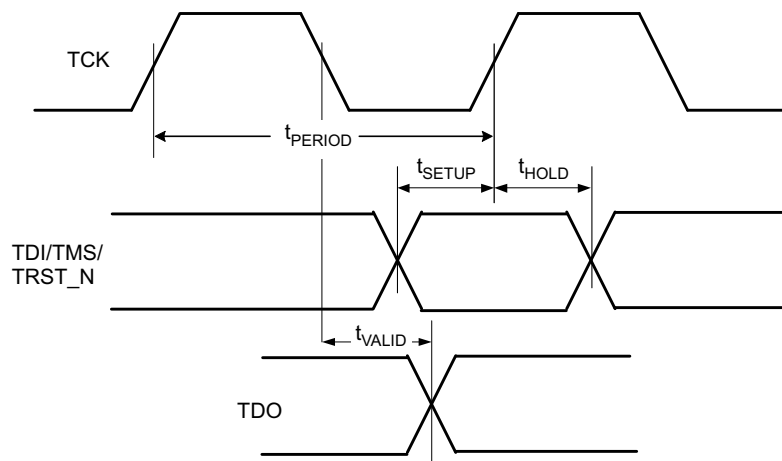 TCK
tPERIOD
tSETUP
tHOLD
TDI/TMS/
TRST_N
tVALID
TDO